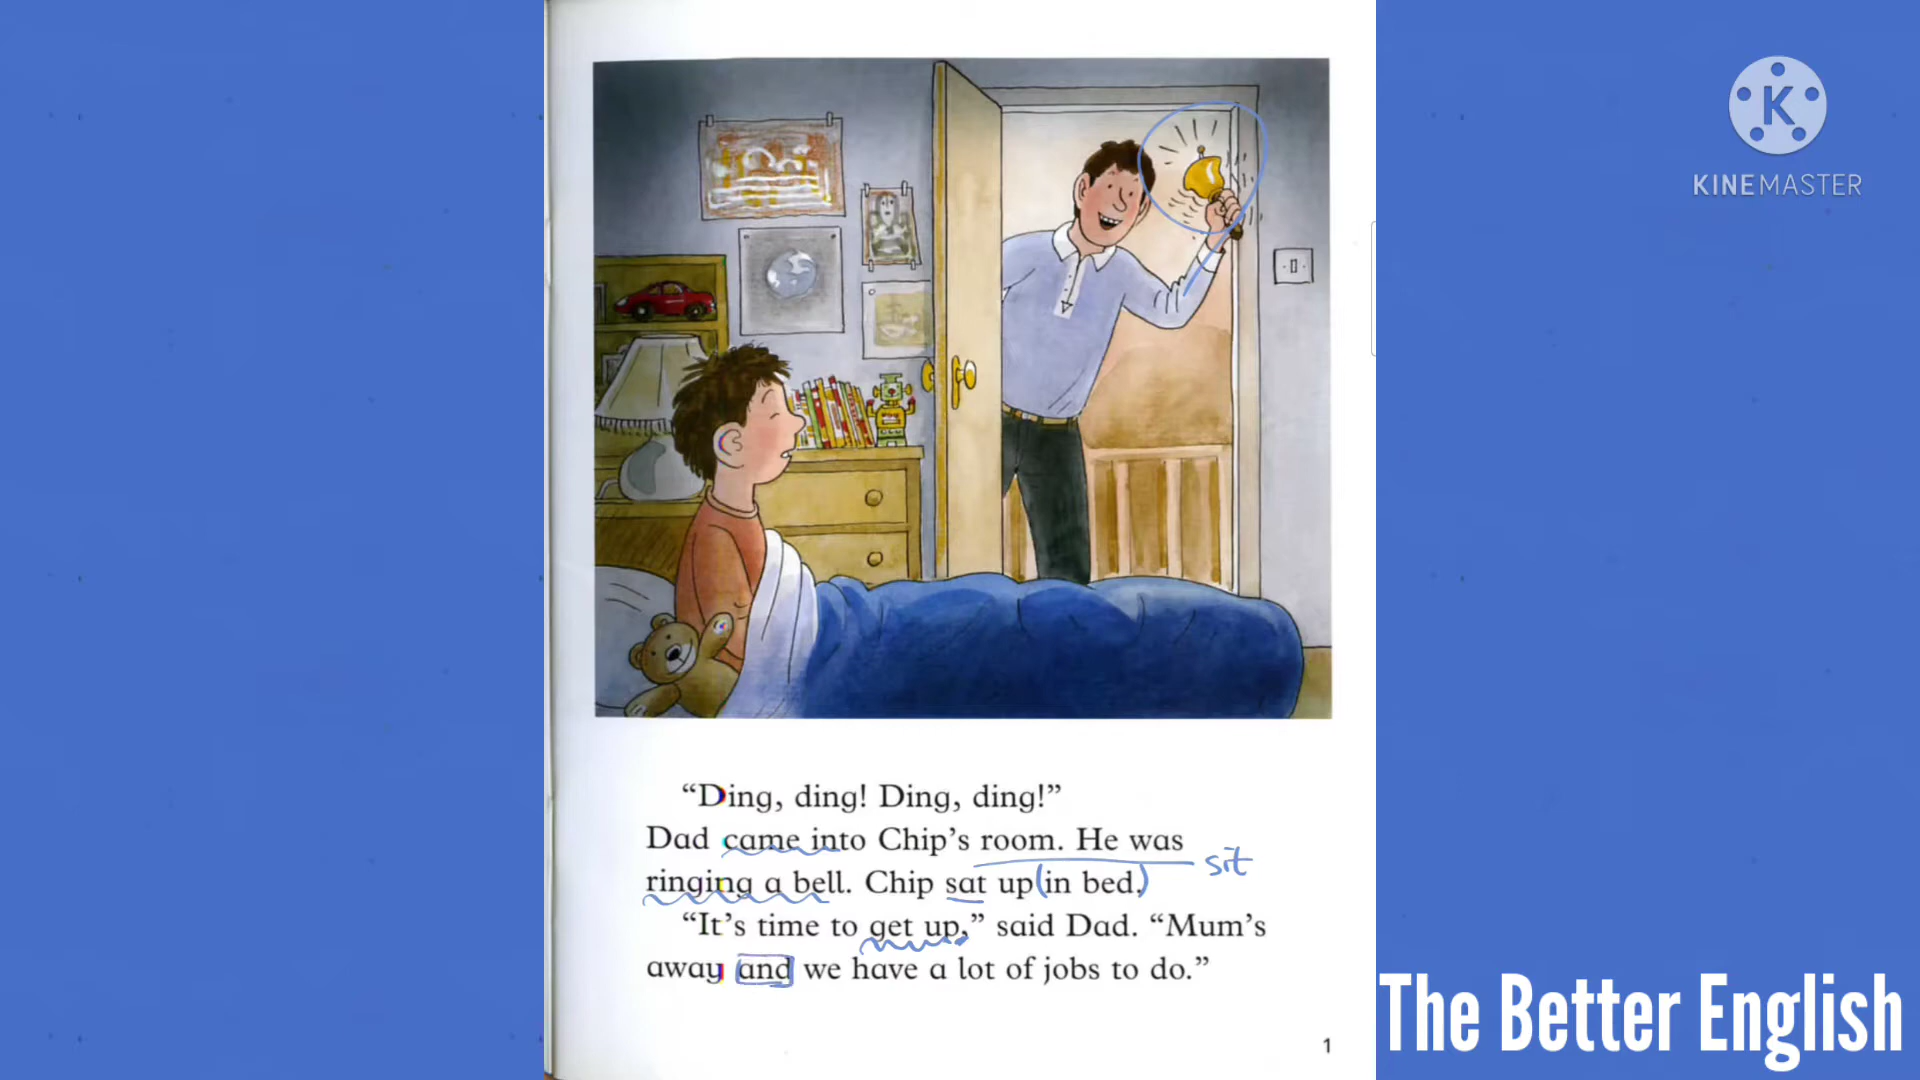 K
KINEMASTER
“Ding, ding! Ding, ding!”
Dad came into Chip’s room. He was
sit
ringing a bell. Chip sat up (in bed.)
“It’s time to get up,” said Dad. “Mum’s
away and we have a lot of jobs to do.”
1
The Better English